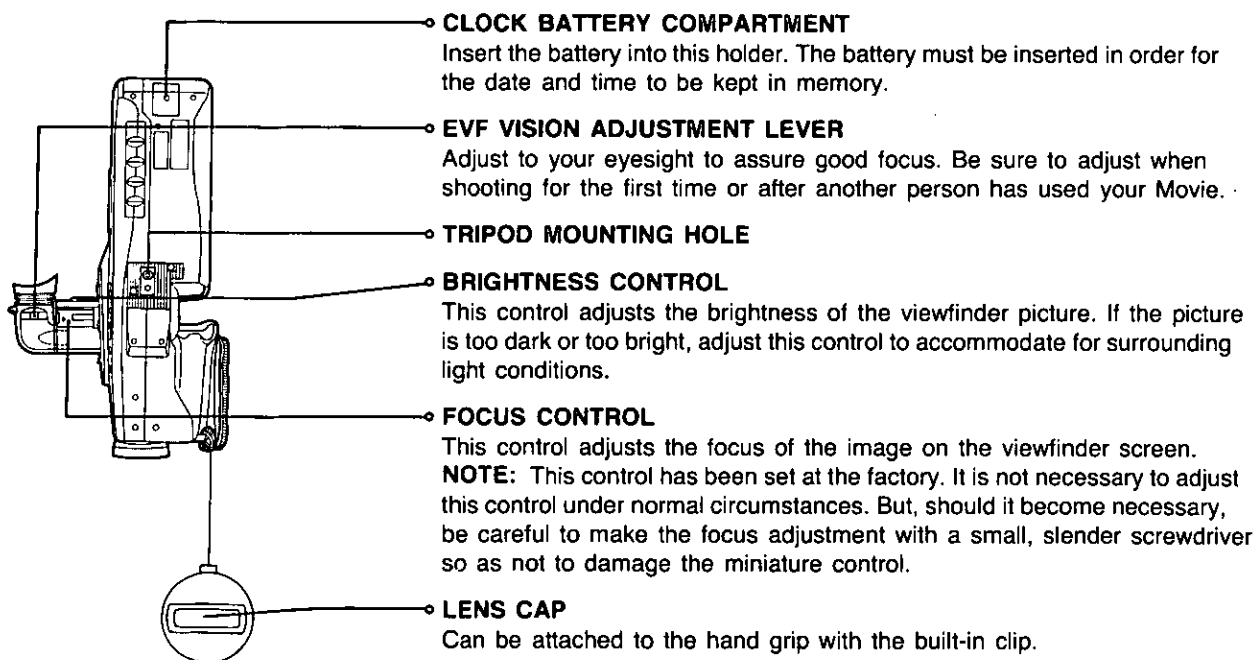 CLOCK BATTERY COMPARTMENT
Insert the battery into this holder. The battery must be inserted in order for
the date and time to be kept in memory.
EVF VISION ADJUSTMENT LEVER
Adjust to your eyesight to assure good focus. Be sure to adjust when
shooting for the first time or after another person has used your Movie.
TRIPOD MOUNTING HOLE
BRIGHTNESS CONTROL
This control adjusts the brightness of the viewfinder picture. If the picture
is too dark or too bright, adjust this control to accommodate for surrounding
light conditions.
FOCUS CONTROL
This control adjusts the focus of the image on the viewfinder screen.
NOTE: This control has been set at the factory. It is not necessary to adjust
this control under normal circumstances. But, should it become necessary,
be careful to make the focus adjustment with a small, slender screwdriver
so as not to damage the miniature control.
LENS CAP
Can be attached to the hand grip with the built-in clip.